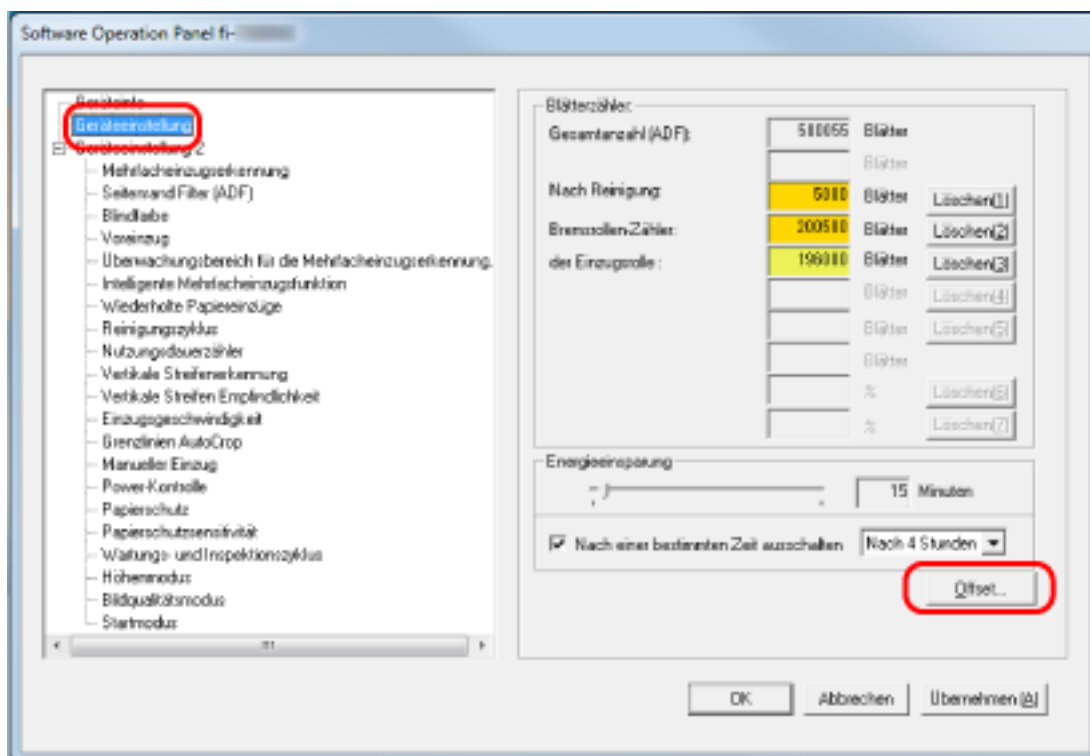 Software Operation Panel fi-
Geräteinfo
Geräteeinstellung
Geräteeinstellung 2
Mehrfacheinzugserkennung
Seitenrand Filter (ADF)
Blindfarbe
Voreinzug
Überwachungsbereich für die Mehrfacheinzugserkennung.
Intelligente Mehrfacheinzugsfunktion
Wiederholte Papiereinzüge
Reinigungszyklus
Nutzungsdauerzähler
Vertikale Streifenerkennung
Vertikale Streifen Empfindlichkeit
Einzugsgeschwindigkeit
Grenzlinien AutoCrop
Manueller Einzug
Power-Kontrolle
Papierschutz
Papierschutzsensitivität
Wartungs- und Inspektionszyklus
Höhenmodus
Bildqualitätsmodus
Startmodus
Blätterzähler:
Gesamtanzahl (ADF): 510055 Blätter
Blätter
Nach Reinigung: 5000 Blätter Löschen(1)
Bremsrollen-Zähler: 200500 Blätter Löschen(2)
der Einzugsrolle : 196000 Blätter Löschen(3)
Blätter Löschen(4)
Blätter Löschen(5)
Blätter
% Löschen(6)
% Löschen(7)
Energieeinsparung
15 Minuten
Nach einer bestimmten Zeit ausschalten Nach 4 Stunden
Offset...
OK Abbrechen Übernehmen (A)